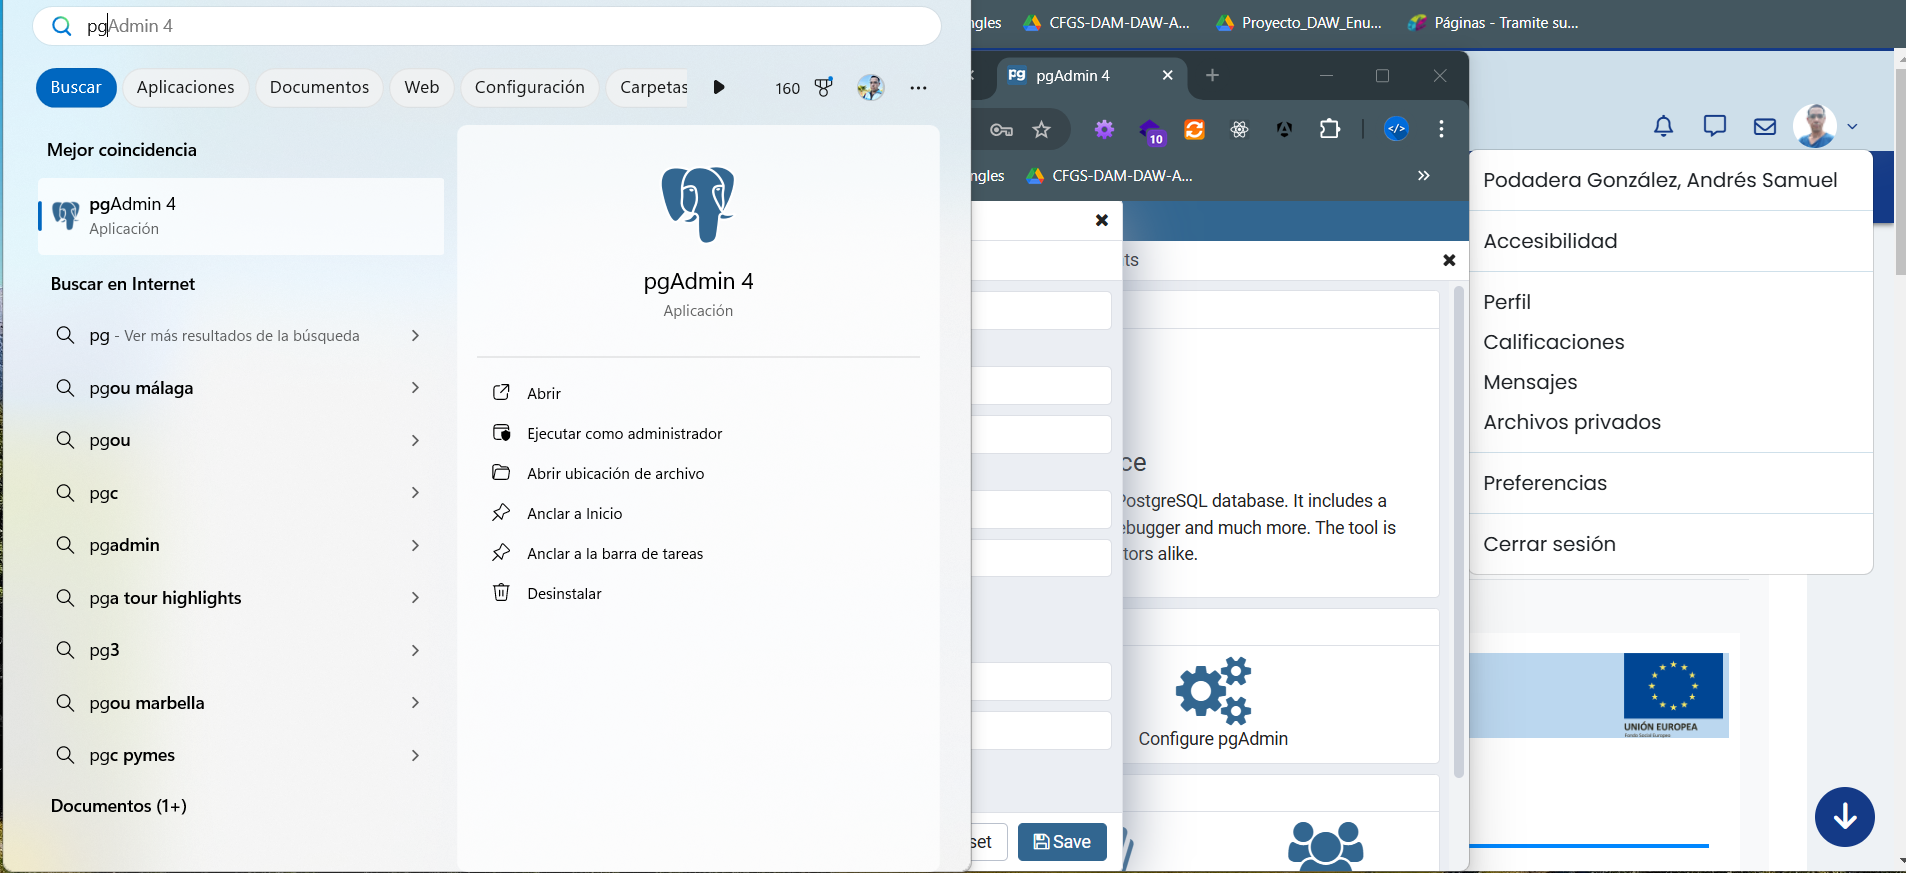 pgAdmin 4
Buscar
Aplicaciones
Documentos
Web
Configuración
Carpetas
160
Mejor coincidencia
pgAdmin 4
Aplicación
Buscar en Internet
pg - Ver más resultados de la búsqueda
pgou málaga
pgou
pgc
pgadmin
pga tour highlights
pg3
pgou marbella
pgc pymes
Documentos (1+)
pgAdmin 4
Aplicación
Abrir
Ejecutar como administrador
Abrir ubicación de archivo
Anclar a Inicio
Anclar a la barra de tareas
Desinstalar
ngles
CFGS-DAM-DAW-A...
Proyecto_DAW_Enu...
Páginas - Tramite su...
pg pgAdmin 4
10
ngles
CFGS-DAM-DAW-A...
»
ts
ce
PostgreSQL database. It includes a
ebugger and much more. The tool is
tors alike.
Configure pgAdmin
set
Save
Podadera González, Andrés Samuel
Accesibilidad
Perfil
Calificaciones
Mensajes
Archivos privados
Preferencias
Cerrar sesión
UNIÓN EUROPEA
Fondo Social Europeo